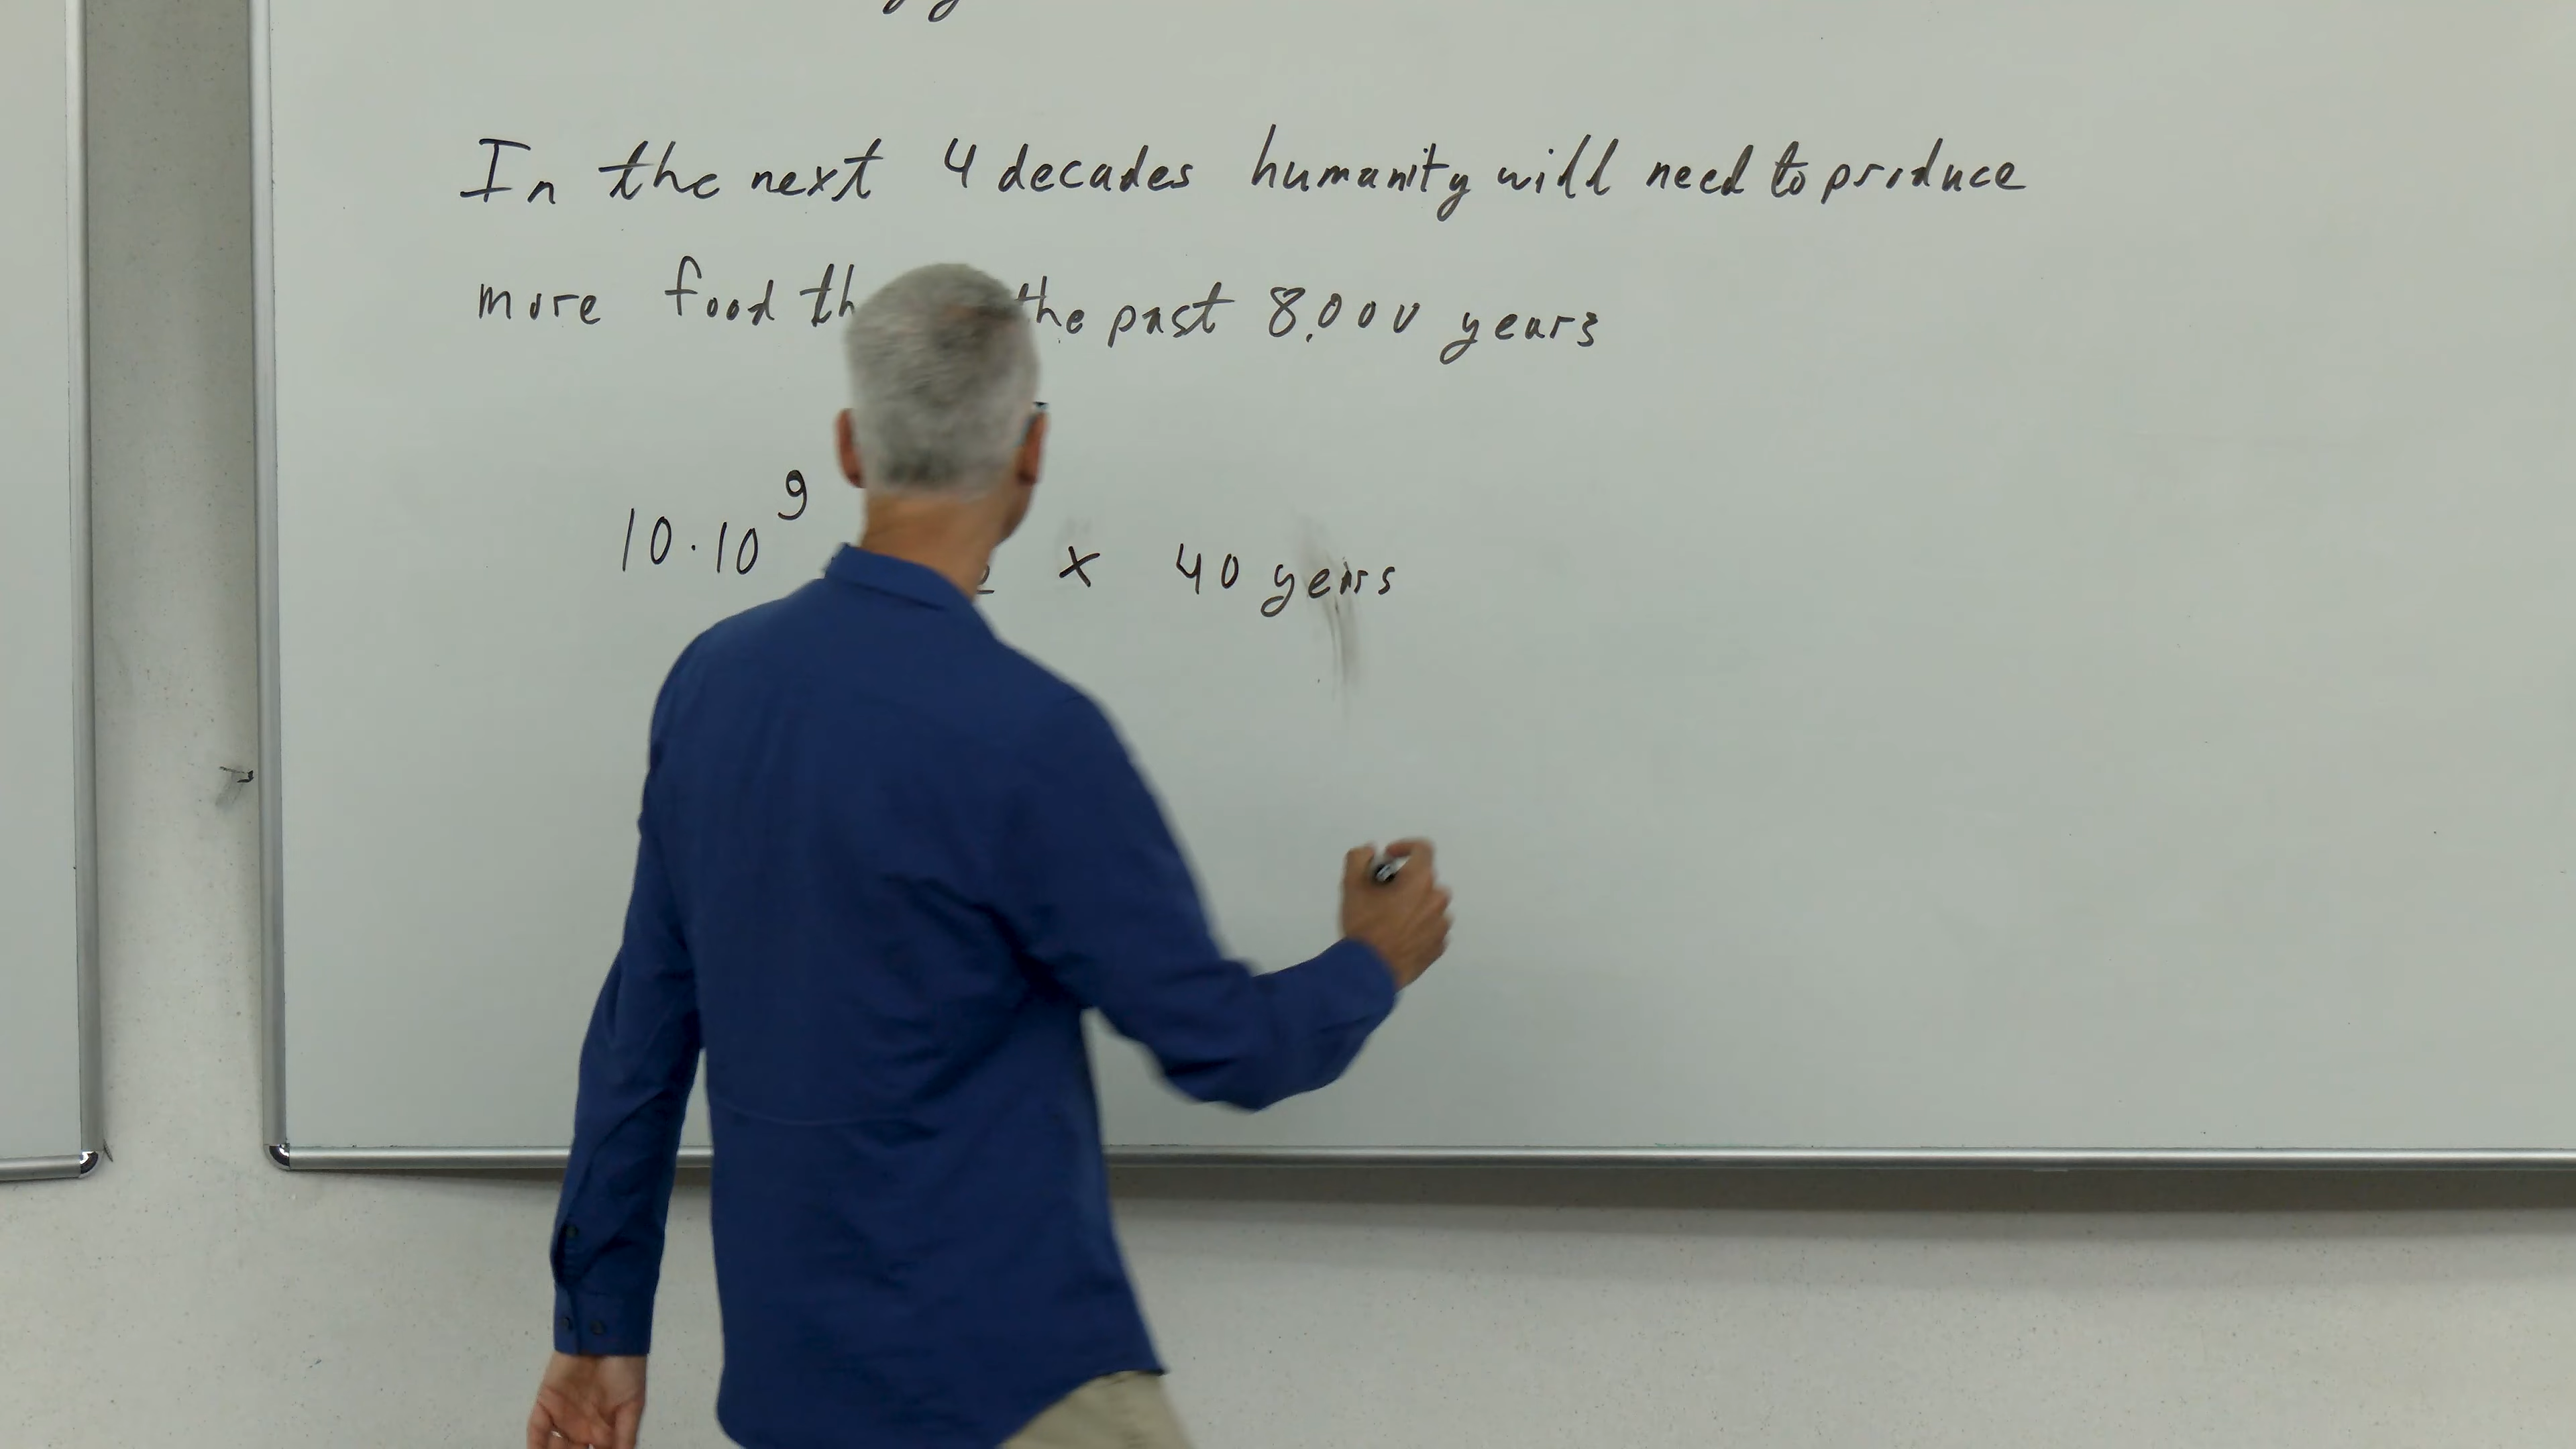 In the next 4 decades humanity will need to produce
more food the past 8,000 years
10·10⁹ x 40 years